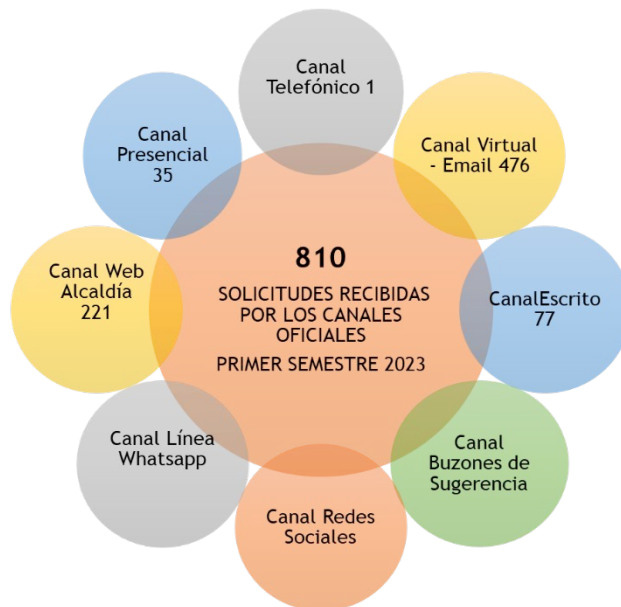 Canal
Telefónico 1
Canal Virtual
- Email 476
CanalEscrito
77
Canal
Buzones de
Sugerencia
Canal Redes
Sociales
Canal Línea
Whatsapp
Canal Web
Alcaldía
221
Canal
Presencial
35
810
SOLICITUDES RECIBIDAS
POR LOS CANALES
OFICIALES
PRIMER SEMESTRE 2023